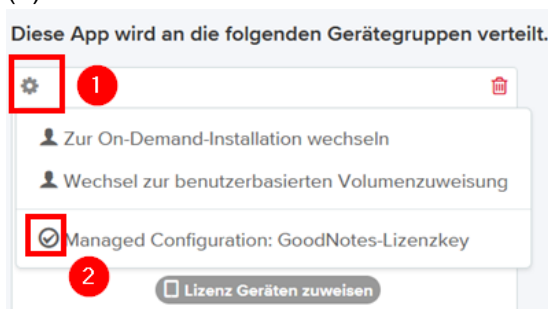 Diese App wird an die folgenden Gerätegruppen verteilt.
1
Zur On-Demand-Installation wechseln
Wechsel zur benutzerbasierten Volumenzuweisung
Managed Configuration: GoodNotes-Lizenzkey
2
Lizenz Geräten zuweisen